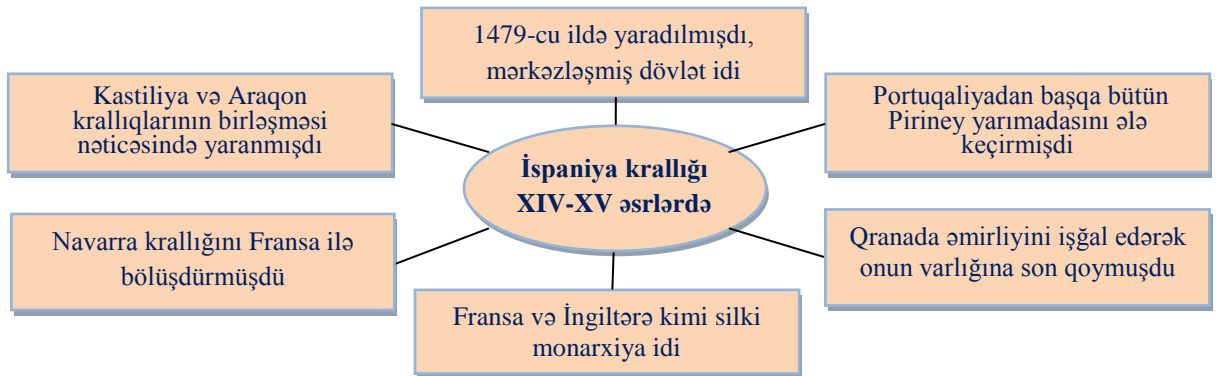 1479-cu ildə yaradılmışdı,
mərkəzləşmiş dövlət idi
Kastiliya və Araqon
krallıqlarının birləşməsi
nəticəsində yaranmışdı
Portuqaliyadan başqa bütün
Piriney yarımadasını ələ
keçirmişdi
İspaniya krallığı
XIV-XV əsrlərdə
Navarra krallığını Fransa ilə
bölüşdürmüşdü
Qranada əmirliyini işğal edərək
onun varlığına son qoymuşdu
Fransa və İngiltərə kimi silki
monarxiya idi